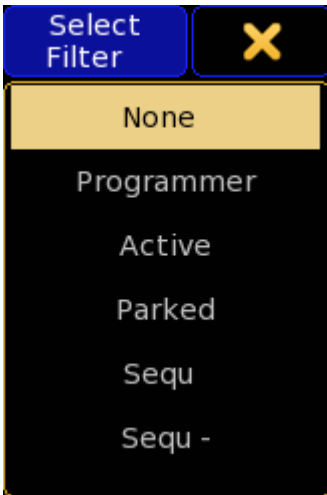 Select
Filter
None
Programmer
Active
Parked
Sequ
Sequ -